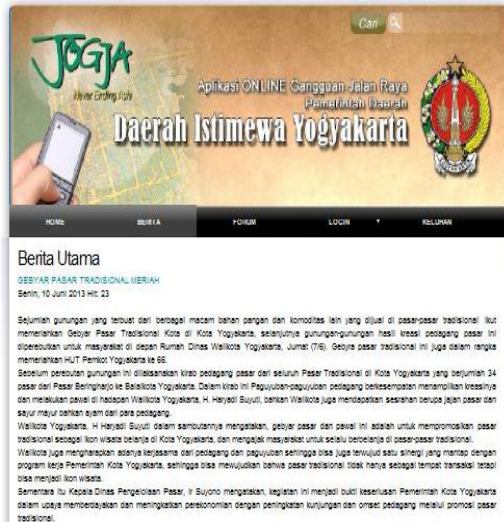 Cari
JOGJA
Never Ending Asia
Aplikasi ONLINE Gangguan Jalan Raya
Pemerintah Daerah
Daerah Istimewa Yogyakarta
HOME BERITA FORUM LOGIN KELUHAN
Berita Utama
GEBYAR PASAR TRADISIONAL MERIAH
Senin, 10 Juni 2013 Hit: 23
Sejumlah gunungan yang terbuat dari berbagai macam bahan pangan dan komoditas lain yang dijual di pasar-pasar tradisional ikut
memeriahkan Gebyar Pasar Tradisional Kota di Kota Yogyakarta, selanjutnya gunungan-gunungan hasil kreasi pedagang pasar ini
diperebutkan untuk masyarakat di depan Rumah Dinas Walikota Yogyakarta, Jumat (7/6). Gebyra pasar tradisional ini juga dalam rangka
memeriahkan HUT Pemkot Yogyakarta ke 66.
Sebelum perebutan gunungan ini dilaksanakan kirab pedagang pasar dari seluruh Pasar Tradisional di Kota Yogyakarta yang berjumlah 34
pasar dari Pasar Beringharjo ke Balaikota Yogyakarta. Dalam kirab ini Paguyuban-paguyuban pedagang berkesempatan menampilkan kreasinya
dan melakukan pawai di hadapan Walikota Yogyakarta, H. Haryadi Suyuti, bahkan Walikota juga mendapatkan sesrahan berupa jajan pasar dan
sayur mayur bahkan ayam dari para pedagang.
Walikota Yogyakarta, H Haryadi Suyuti dalam sambutannya mengatakan, gebyar pasar dan pawai ini adalah untuk mempromosikan pasar
tradisional sebagai ikon wisata belanja di Kota Yogyakarta, dan mengajak masyarakat untuk selalu berbelanja di pasar-pasar tradisional.
Walikota juga mengharapkan adanya kerjasama dari pedagang dan paguyuban sehingga bisa juga terwujud satu sinergi yang mantap dengan
program kerja Pemerintah Kota Yogyakarta, sehingga bisa mewujudkan bahwa pasar tradisional tidak hanya sebagai tempat transaksi tetapi
bisa menjadi ikon wisata.
Sementara itu Kepala Dinas Pengelolaan Pasar, Ir Suyono mengatakan, kegiatan ini menjadi bukti keseriusan Pemerintah Kota Yogyakarta
dalam upaya memberdayakan dan meningkatkan perekonomian dengan peningkatan kunjungan dan omset pedagang melalui promosi pasar
tradisional.